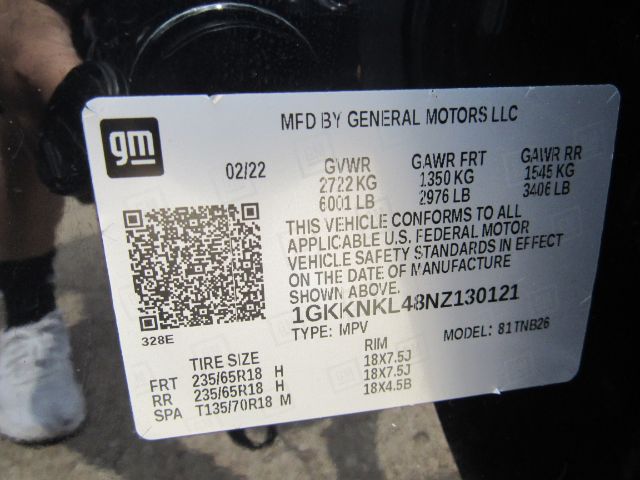 gm
MFD BY GENERAL MOTORS LLC
02/22 GVWR GAWR FRT GAWR RR
2722 KG 1350 KG 1545 KG
6001 LB 2976 LB 3406 LB
THIS VEHICLE CONFORMS TO ALL
APPLICABLE U.S. FEDERAL MOTOR
VEHICLE SAFETY STANDARDS IN EFFECT
ON THE DATE OF MANUFACTURE
SHOWN ABOVE.
1GKKNKL48NZ130121
328E
TYPE: MPV MODEL: 81TNB26
TIRE SIZE RIM
FRT 235/65R18 H 18X7.5J
RR 235/65R18 H 18X7.5J
SPA T135/70R18 M 18X4.5B